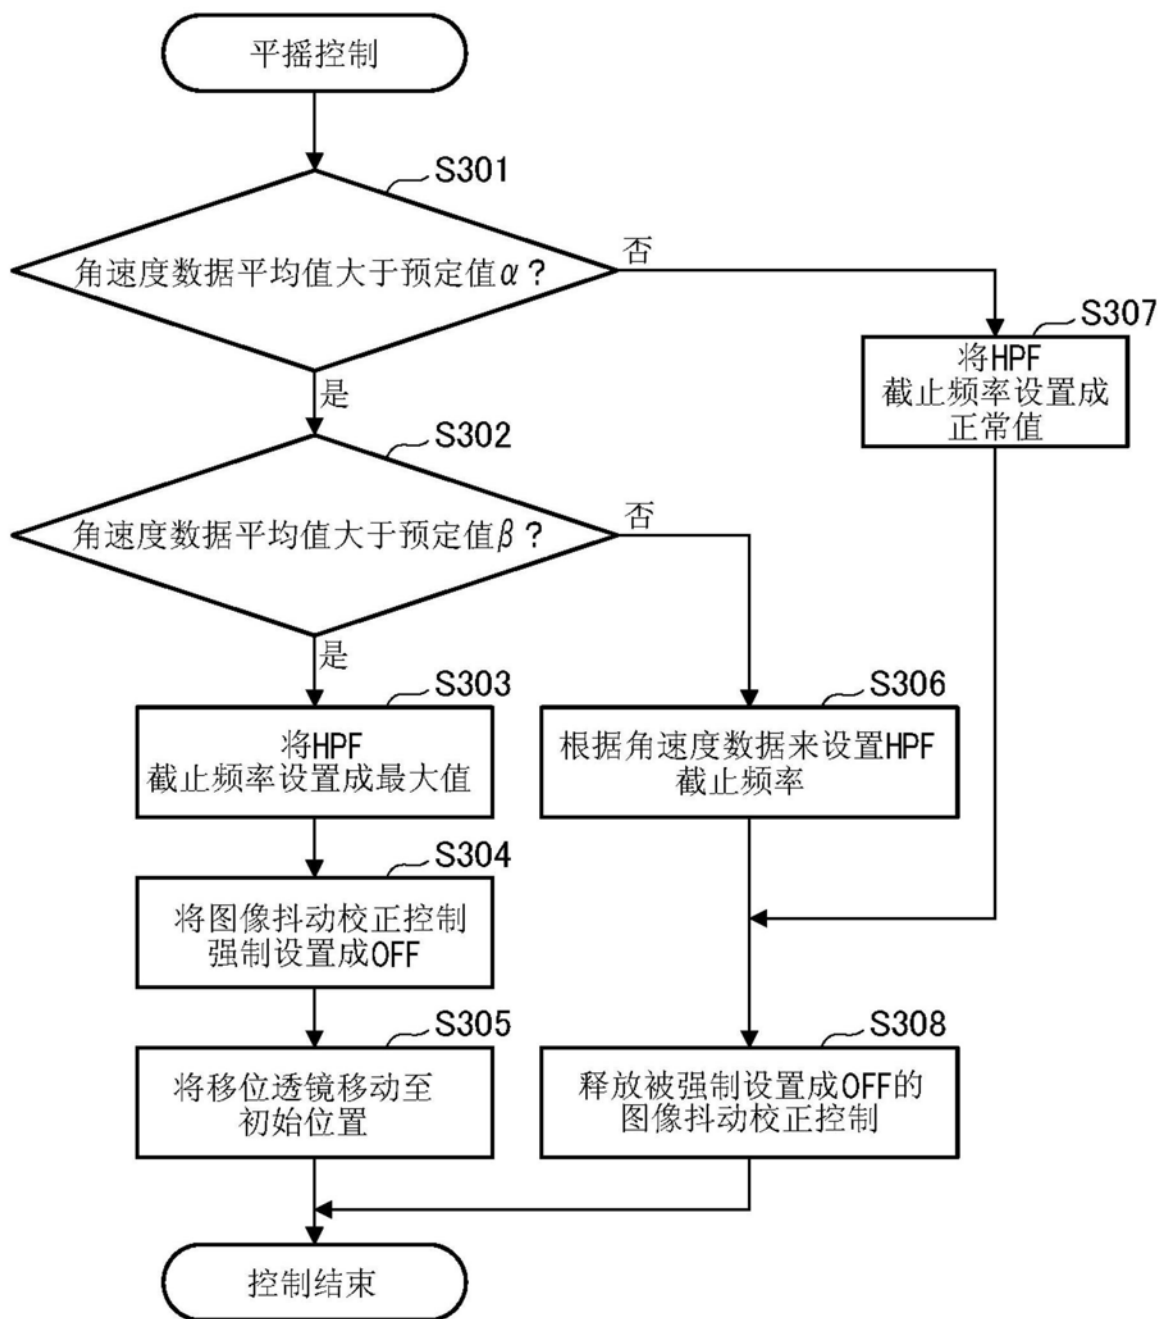 平摇控制
S301
角速度数据平均值大于预定值α？
否
是
S307
将HPF
截止频率设置成
正常值
S302
角速度数据平均值大于预定值β？
否
是
S303
将HPF
截止频率设置成最大值
S306
根据角速度数据来设置HPF
截止频率
S304
将图像抖动校正控制
强制设置成OFF
S305
将移位透镜移动至
初始位置
S308
释放被强制设置成OFF的
图像抖动校正控制
控制结束